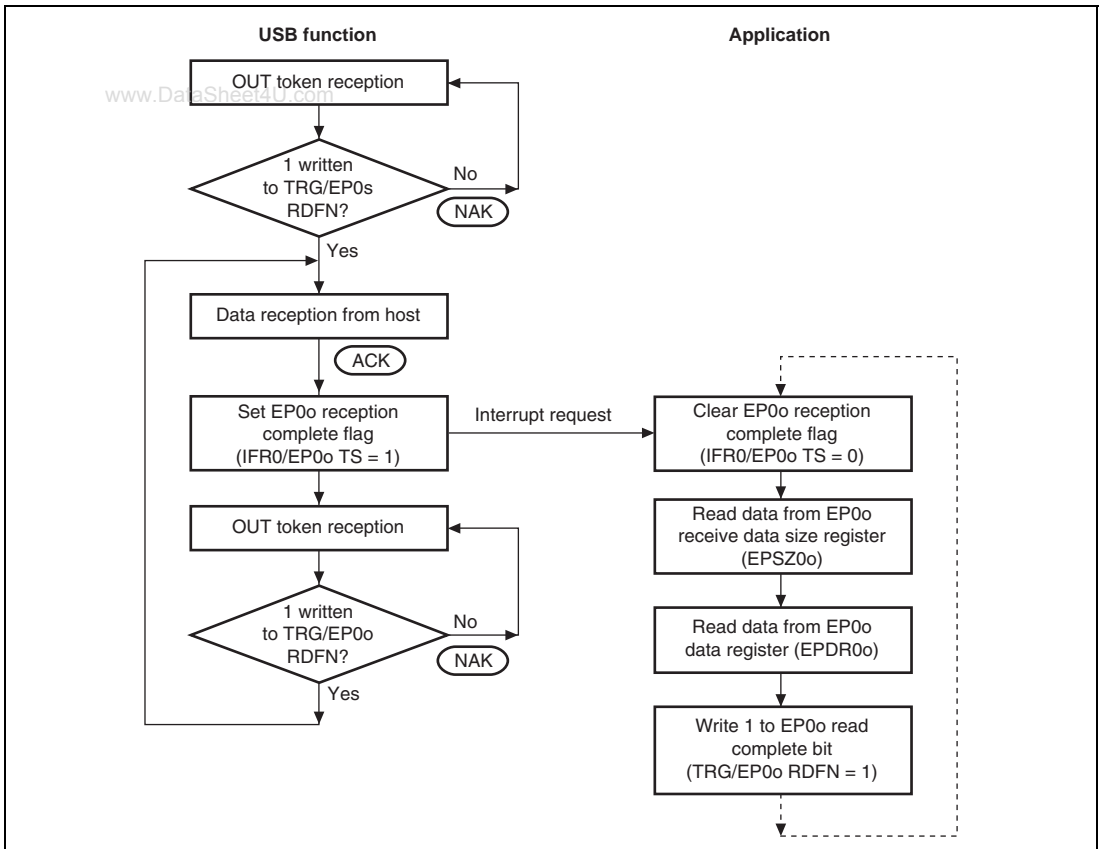 USB function
Application
www.DataSheet4U.com
OUT token reception
1 written
to TRG/EP0s
RDFN?
No
NAK
Yes
Data reception from host
ACK
Set EP0o reception
complete flag
(IFR0/EP0o TS = 1)
Interrupt request
Clear EP0o reception
complete flag
(IFR0/EP0o TS = 0)
OUT token reception
Read data from EP0o
receive data size register
(EPSZ0o)
1 written
to TRG/EP0o
RDFN?
No
NAK
Yes
Read data from EP0o
data register (EPDR0o)
Write 1 to EP0o read
complete bit
(TRG/EP0o RDFN = 1)